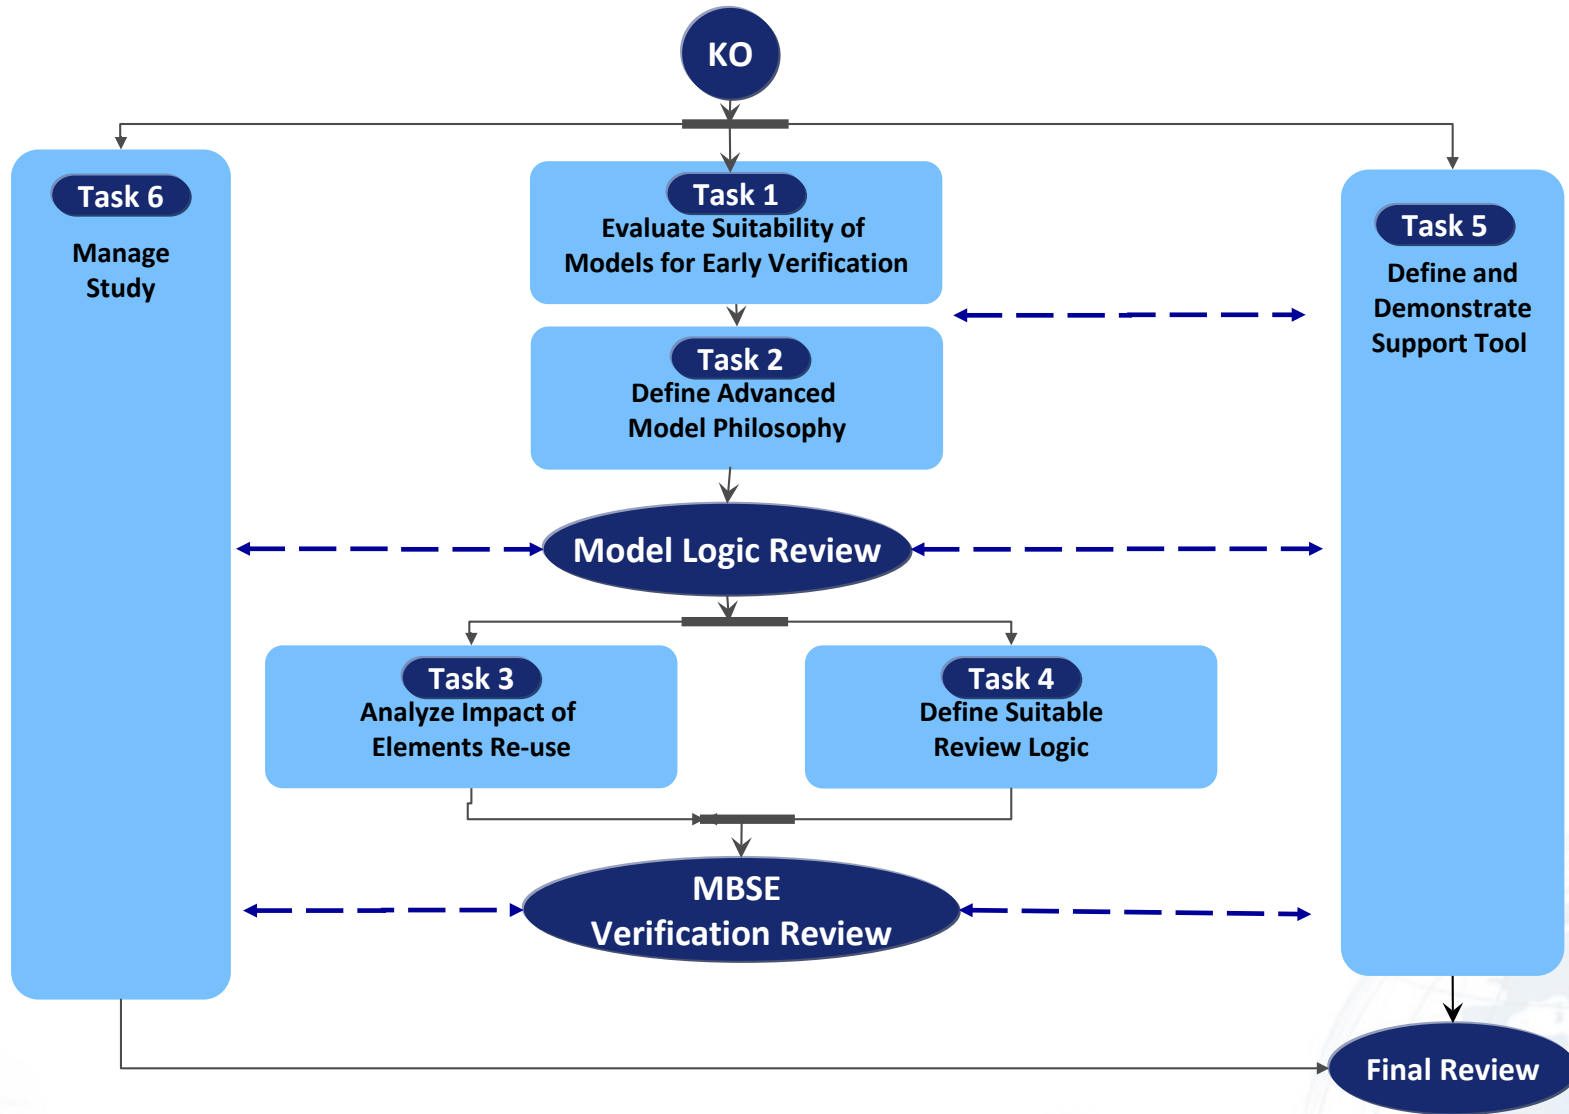 KO
Task 6
Manage
Study
Task 1
Evaluate Suitability of
Models for Early Verification
Task 5
Define and
Demonstrate
Support Tool
Task 2
Define Advanced
Model Philosophy
Model Logic Review
Task 3
Analyze Impact of
Elements Re-use
Task 4
Define Suitable
Review Logic
MBSE
Verification Review
Final Review